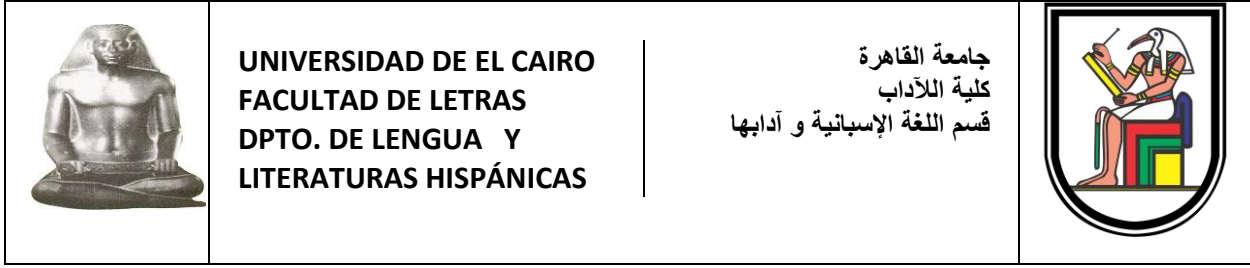 UNIVERSIDAD DE EL CAIRO
FACULTAD DE LETRAS
DPTO. DE LENGUA Y
LITERATURAS HISPÁNICAS
جامعة القاهرة
كلية اللآداب
قسم اللغة الإسبانية و آدابها